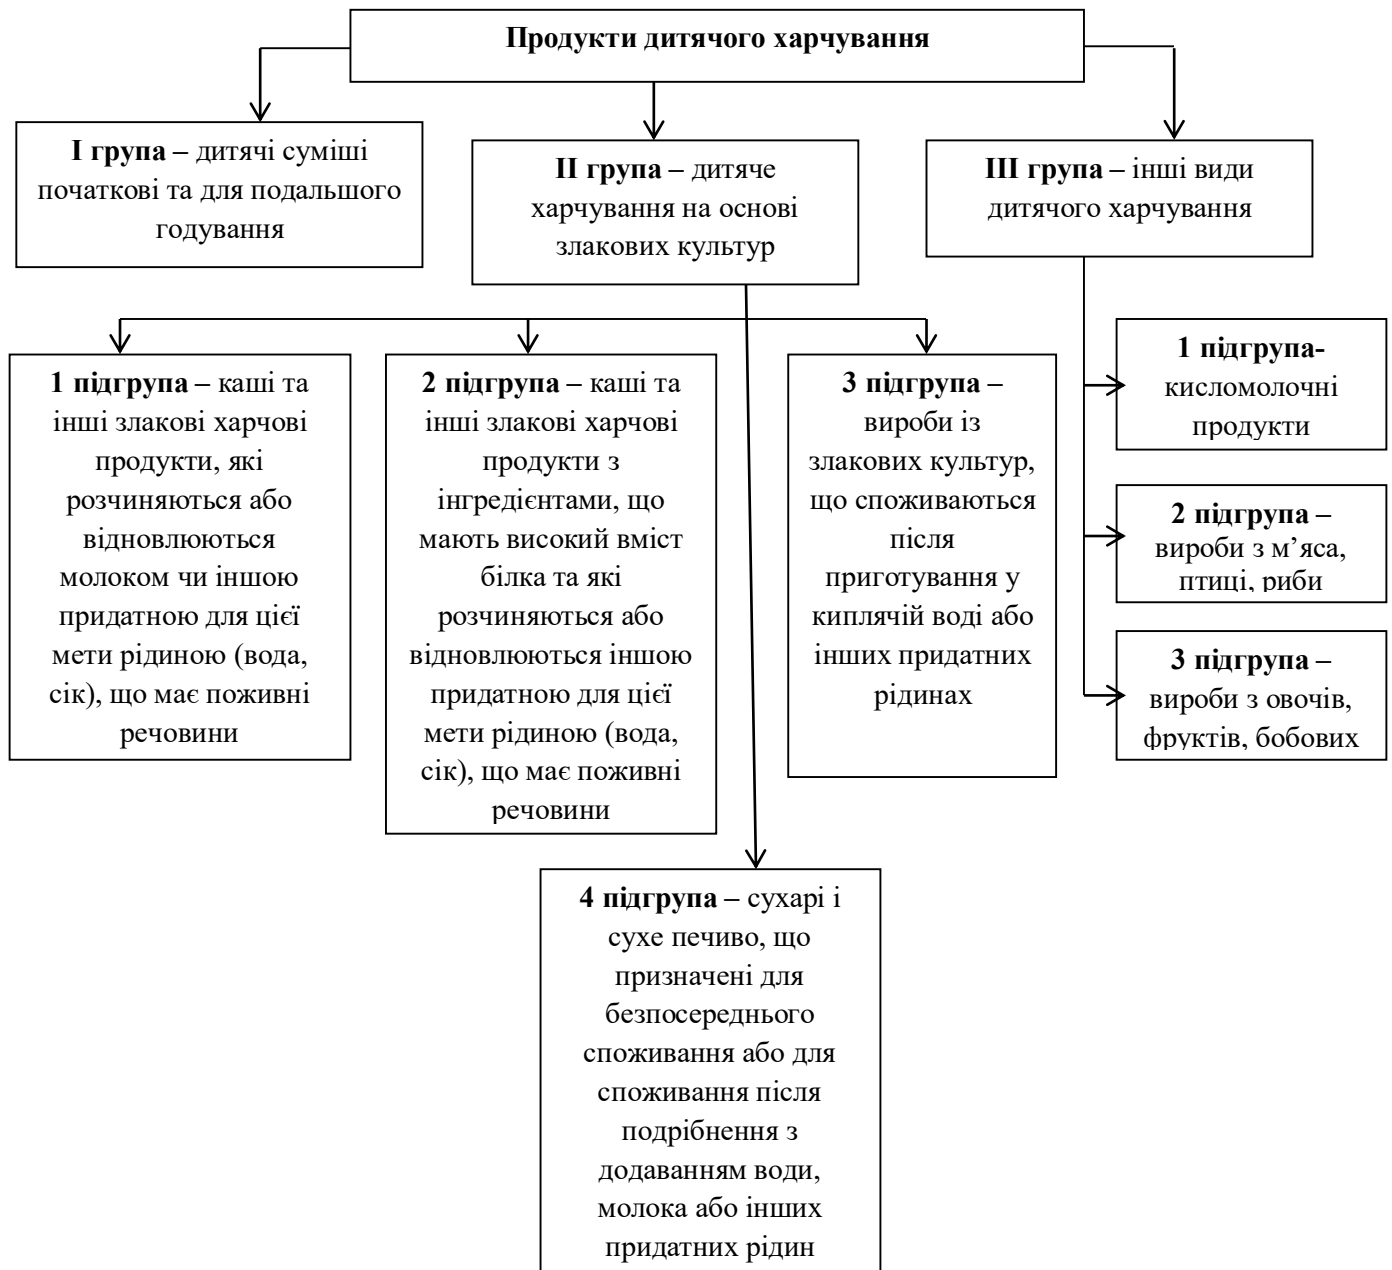 Продукти дитячого харчування
І група – дитячі суміші
початкові та для подальшого
годування
ІІ група – дитяче
харчування на основі
злакових культур
ІІІ група – інші види
дитячого харчування
1 підгрупа – каші та
інші злакові харчові
продукти, які
розчиняються або
відновлюються
молоком чи іншою
придатною для цієї
мети рідиною (вода,
сік), що має поживні
речовини
2 підгрупа – каші та
інші злакові харчові
продукти з
інгредієнтами, що
мають високий вміст
білка та які
розчиняються або
відновлюються іншою
придатною для цієї
мети рідиною (вода,
сік), що має поживні
речовини
3 підгрупа –
вироби із
злакових культур,
що споживаються
після
приготування у
киплячій воді або
інших придатних
рідинах
1 підгрупа-
кисломолочні
продукти
2 підгрупа –
вироби з м’яса,
птиці, риби
3 підгрупа –
вироби з овочів,
фруктів, бобових
4 підгрупа – сухарі і
сухе печиво, що
призначені для
безпосереднього
споживання або для
споживання після
подрібнення з
додаванням води,
молока або інших
придатних рідин